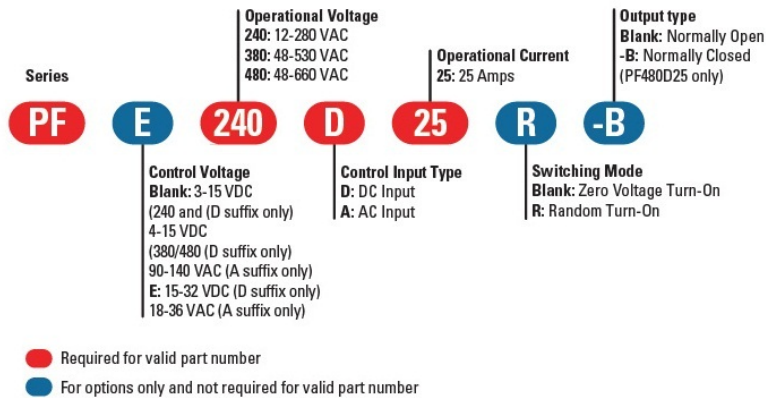 Operational Voltage
240: 12-280 VAC
380: 48-530 VAC
480: 48-660 VAC
Output type
Blank: Normally Open
-B: Normally Closed
(PF480D25 only)
Operational Current
25: 25 Amps
Series
PF E 240 D 25 R -B
Control Voltage
Blank: 3-15 VDC
(240 and (D suffix only)
4-15 VDC
(380/480 (D suffix only)
90-140 VAC (A suffix only)
E: 15-32 VDC (D suffix only)
18-36 VAC (A suffix only)
Control Input Type
D: DC Input
A: AC Input
Switching Mode
Blank: Zero Voltage Turn-On
R: Random Turn-On
Required for valid part number
For options only and not required for valid part number